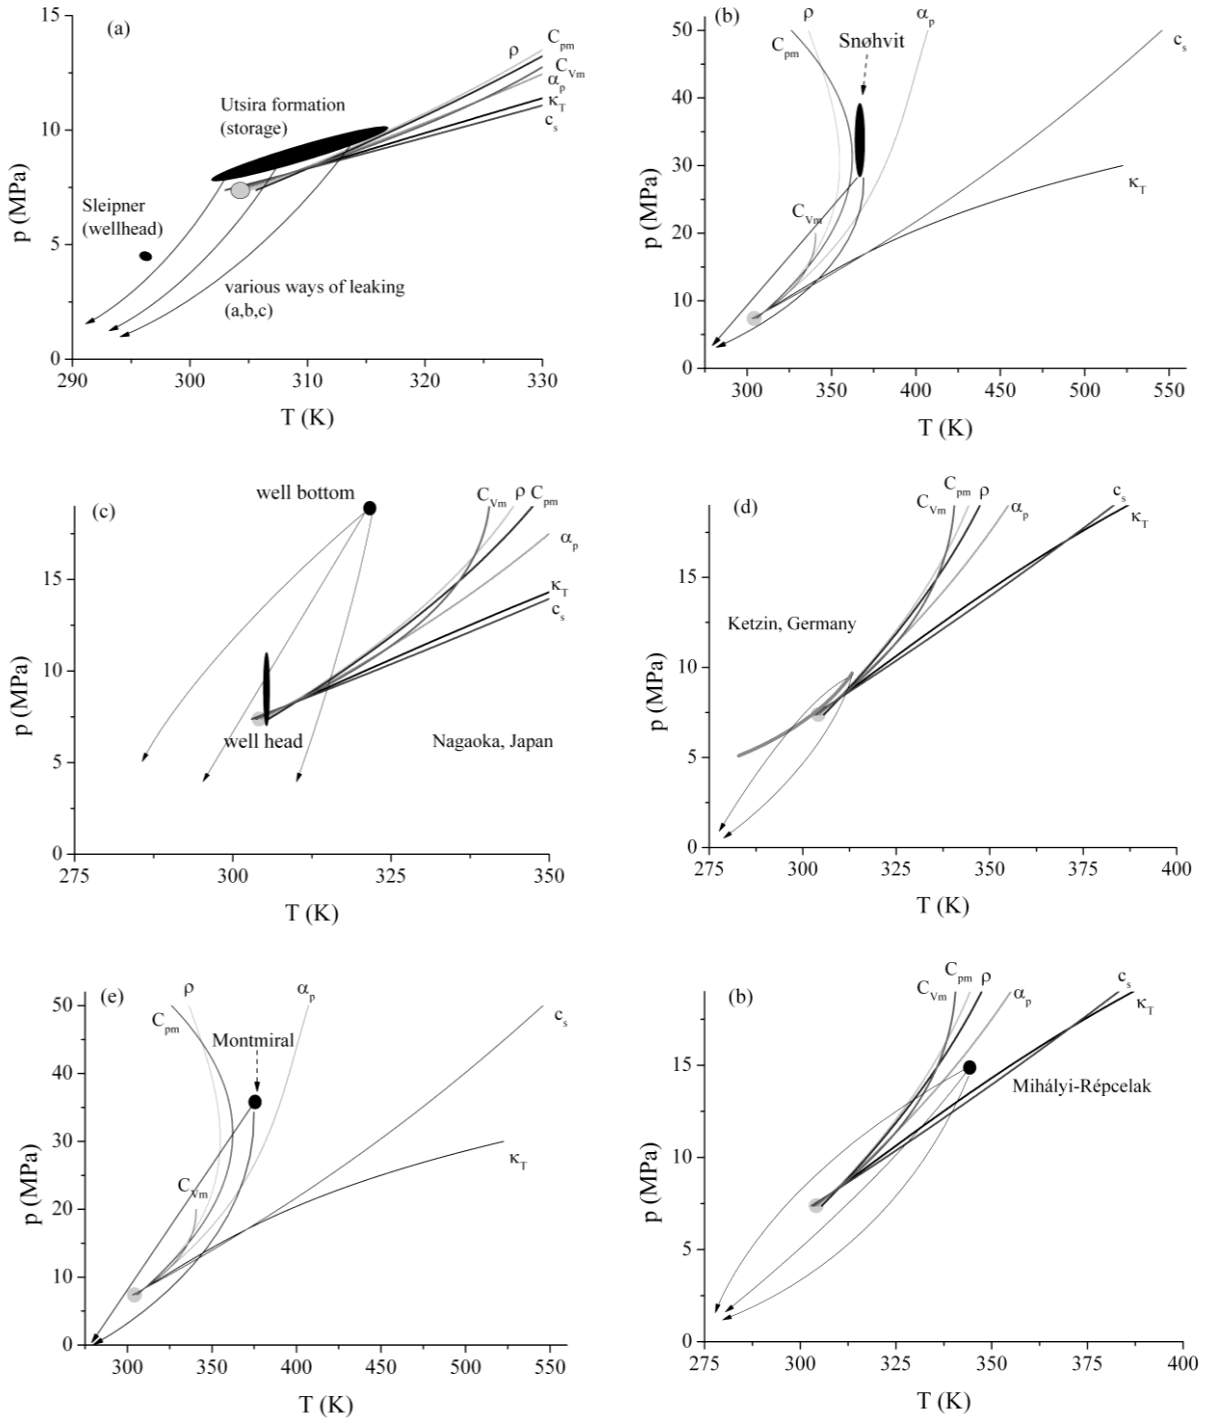 (a)
15
10
5
0
p (MPa)
290
300
310
320
330
T (K)
Utsira formation
(storage)
Sleipner
(wellhead)
various ways of leaking
(a,b,c)
ρ
C_pm
C_Vm
α_p
κ_T
c_s
(b)
50
40
30
20
10
0
p (MPa)
300
350
400
450
500
550
T (K)
ρ
α_p
C_pm
Snøhvit
c_s
κ_T
C_Vm
(c)
15
10
5
0
p (MPa)
275
300
325
350
T (K)
well bottom
C_Vm
ρ
C_pm
α_p
κ_T
c_s
well head
Nagaoka, Japan
(d)
15
10
5
0
p (MPa)
275
300
325
350
375
400
T (K)
C_pm
C_Vm
ρ
α_p
c_s
κ_T
Ketzin, Germany
(e)
50
40
30
20
10
0
p (MPa)
300
350
400
450
500
550
T (K)
ρ
α_p
C_pm
Montmiral
c_s
κ_T
C_Vm
(b)
15
10
5
0
p (MPa)
275
300
325
350
375
400
T (K)
C_pm
C_Vm
ρ
α_p
c_s
κ_T
Mihályi-Répcelak